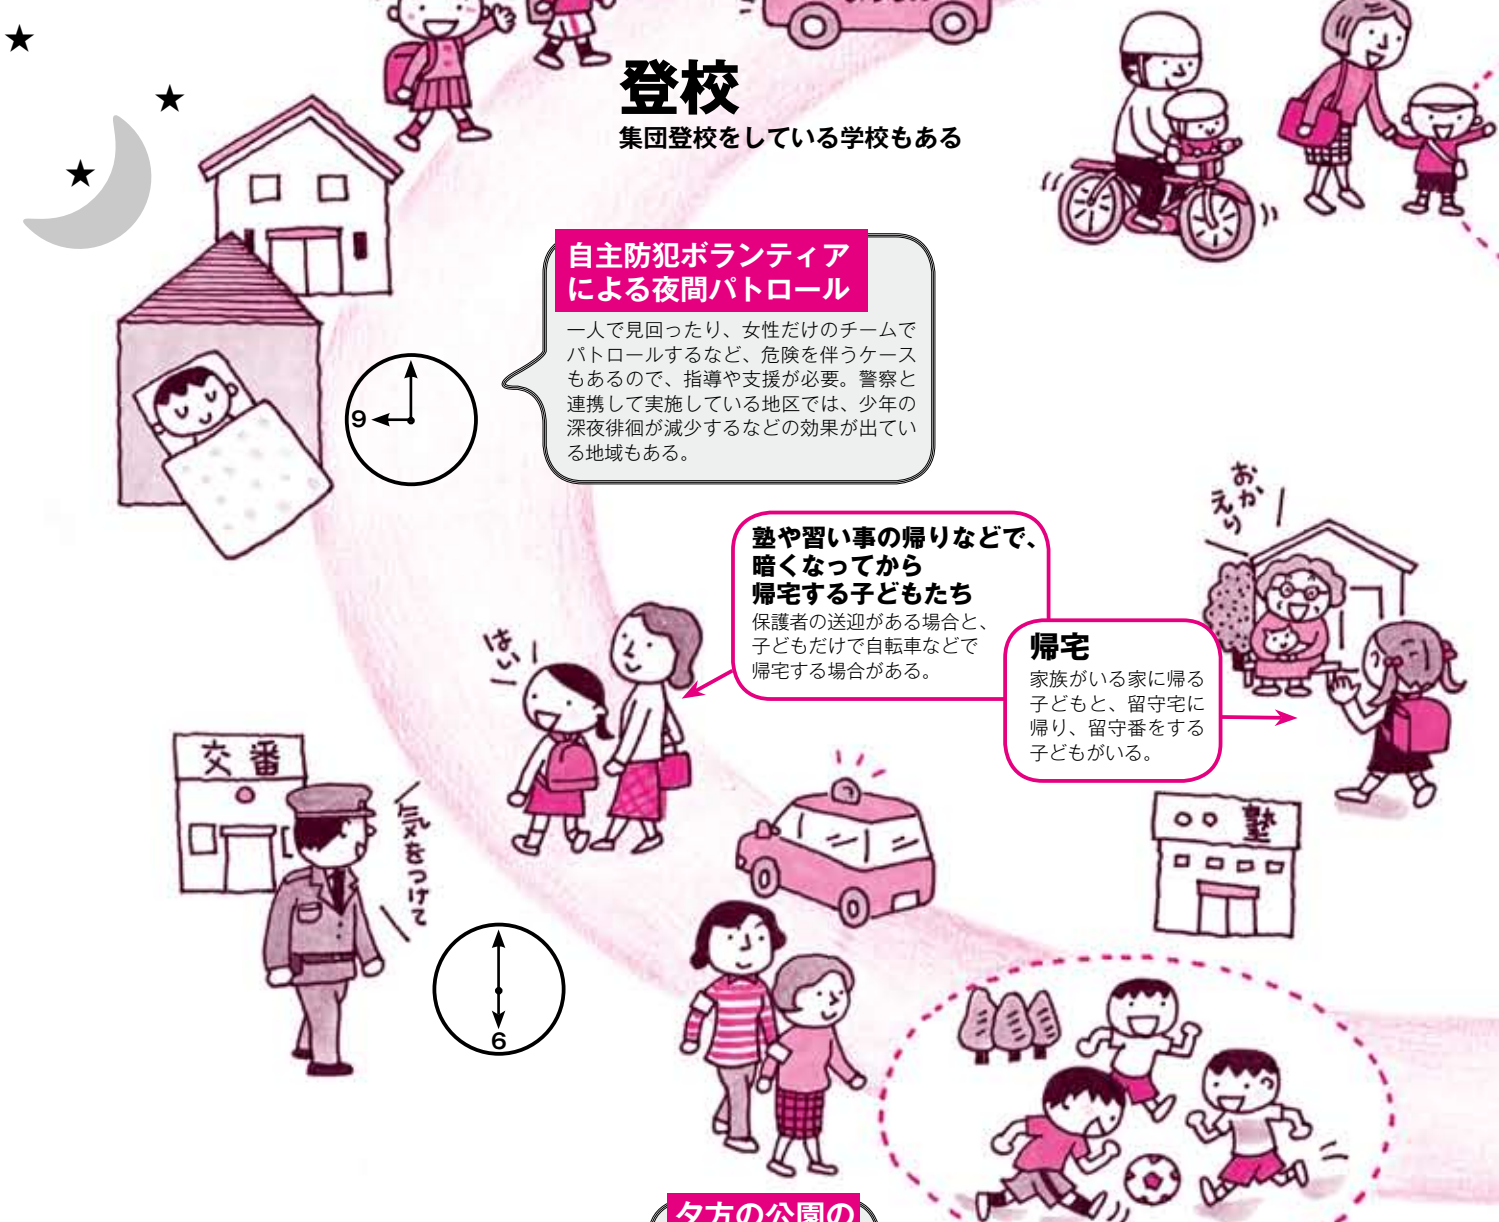 登校
集団登校をしている学校もある
自主防犯ボランティア
による夜間パトロール
一人で見回ったり、女性だけのチームで
パトロールするなど、危険を伴うケース
もあるので、指導や支援が必要。警察と
連携して実施している地区では、少年の
深夜徘徊が減少するなどの効果が出てい
る地域もある。
9
塾や習い事の帰りなどで、
暗くなってから
帰宅する子どもたち
保護者の送迎がある場合と、
子どもだけで自転車などで
帰宅する場合がある。
おかえり
帰宅
家族がいる家に帰る
子どもと、留守宅に
帰り、留守番をする
子どもがいる。
はい
交番
気をつけて
塾
6
夕方の公園の